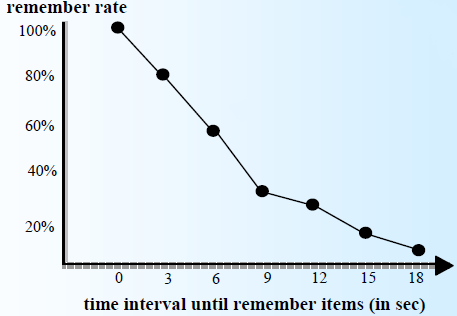 remember rate
100%
80%
60%
40%
20%
0 3 6 9 12 15 18
time interval until remember items (in sec)